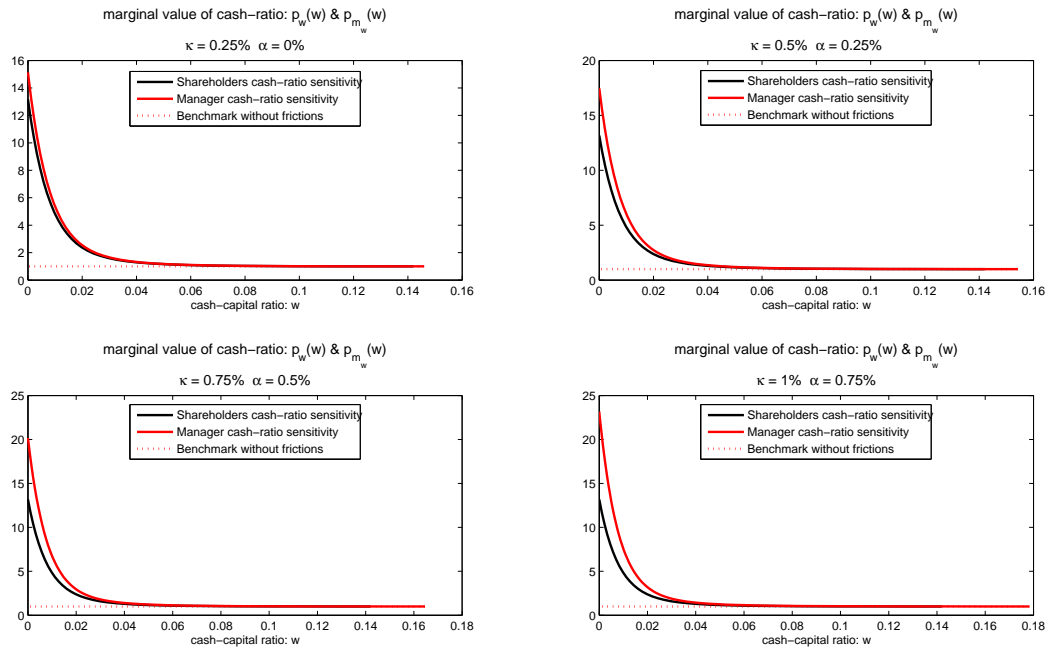 marginal value of cash−ratio: p_w(w) & p_m_w(w)
κ = 0.25%  α = 0%
16
14
12
10
8
6
4
2
0
Shareholders cash−ratio sensitivity
Manager cash−ratio sensitivity
Benchmark without frictions
0 0.02 0.04 0.06 0.08 0.1 0.12 0.14 0.16
cash−capital ratio: w
marginal value of cash−ratio: p_w(w) & p_m_w(w)
κ = 0.5%  α = 0.25%
20
15
10
5
0
Shareholders cash−ratio sensitivity
Manager cash−ratio sensitivity
Benchmark without frictions
0 0.02 0.04 0.06 0.08 0.1 0.12 0.14 0.16
cash−capital ratio: w
marginal value of cash−ratio: p_w(w) & p_m_w(w)
κ = 0.75%  α = 0.5%
25
20
15
10
5
0
Shareholders cash−ratio sensitivity
Manager cash−ratio sensitivity
Benchmark without frictions
0 0.02 0.04 0.06 0.08 0.1 0.12 0.14 0.16 0.18
cash−capital ratio: w
marginal value of cash−ratio: p_w(w) & p_m_w(w)
κ = 1%  α = 0.75%
25
20
15
10
5
0
Shareholders cash−ratio sensitivity
Manager cash−ratio sensitivity
Benchmark without frictions
0 0.02 0.04 0.06 0.08 0.1 0.12 0.14 0.16 0.18
cash−capital ratio: w